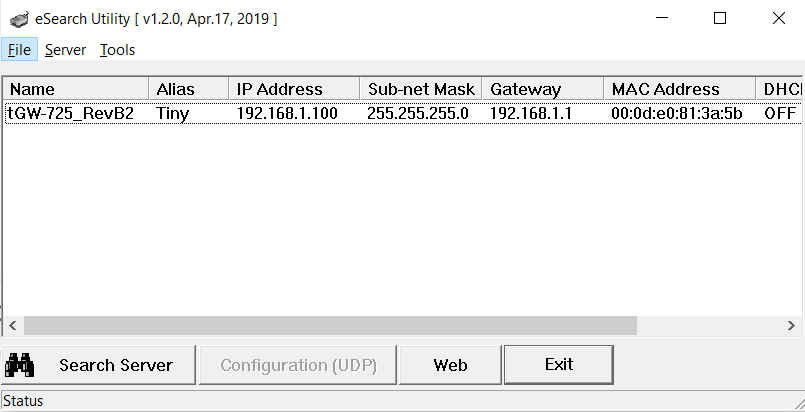 eSearch Utility [ v1.2.0, Apr.17, 2019 ]
File Server Tools
Name Alias IP Address Sub-net Mask Gateway MAC Address DHC
tGW-725_RevB2 Tiny 192.168.1.100 255.255.255.0 192.168.1.1 00:0d:e0:81:3a:5b OFF
Search Server Configuration (UDP) Web Exit
Status